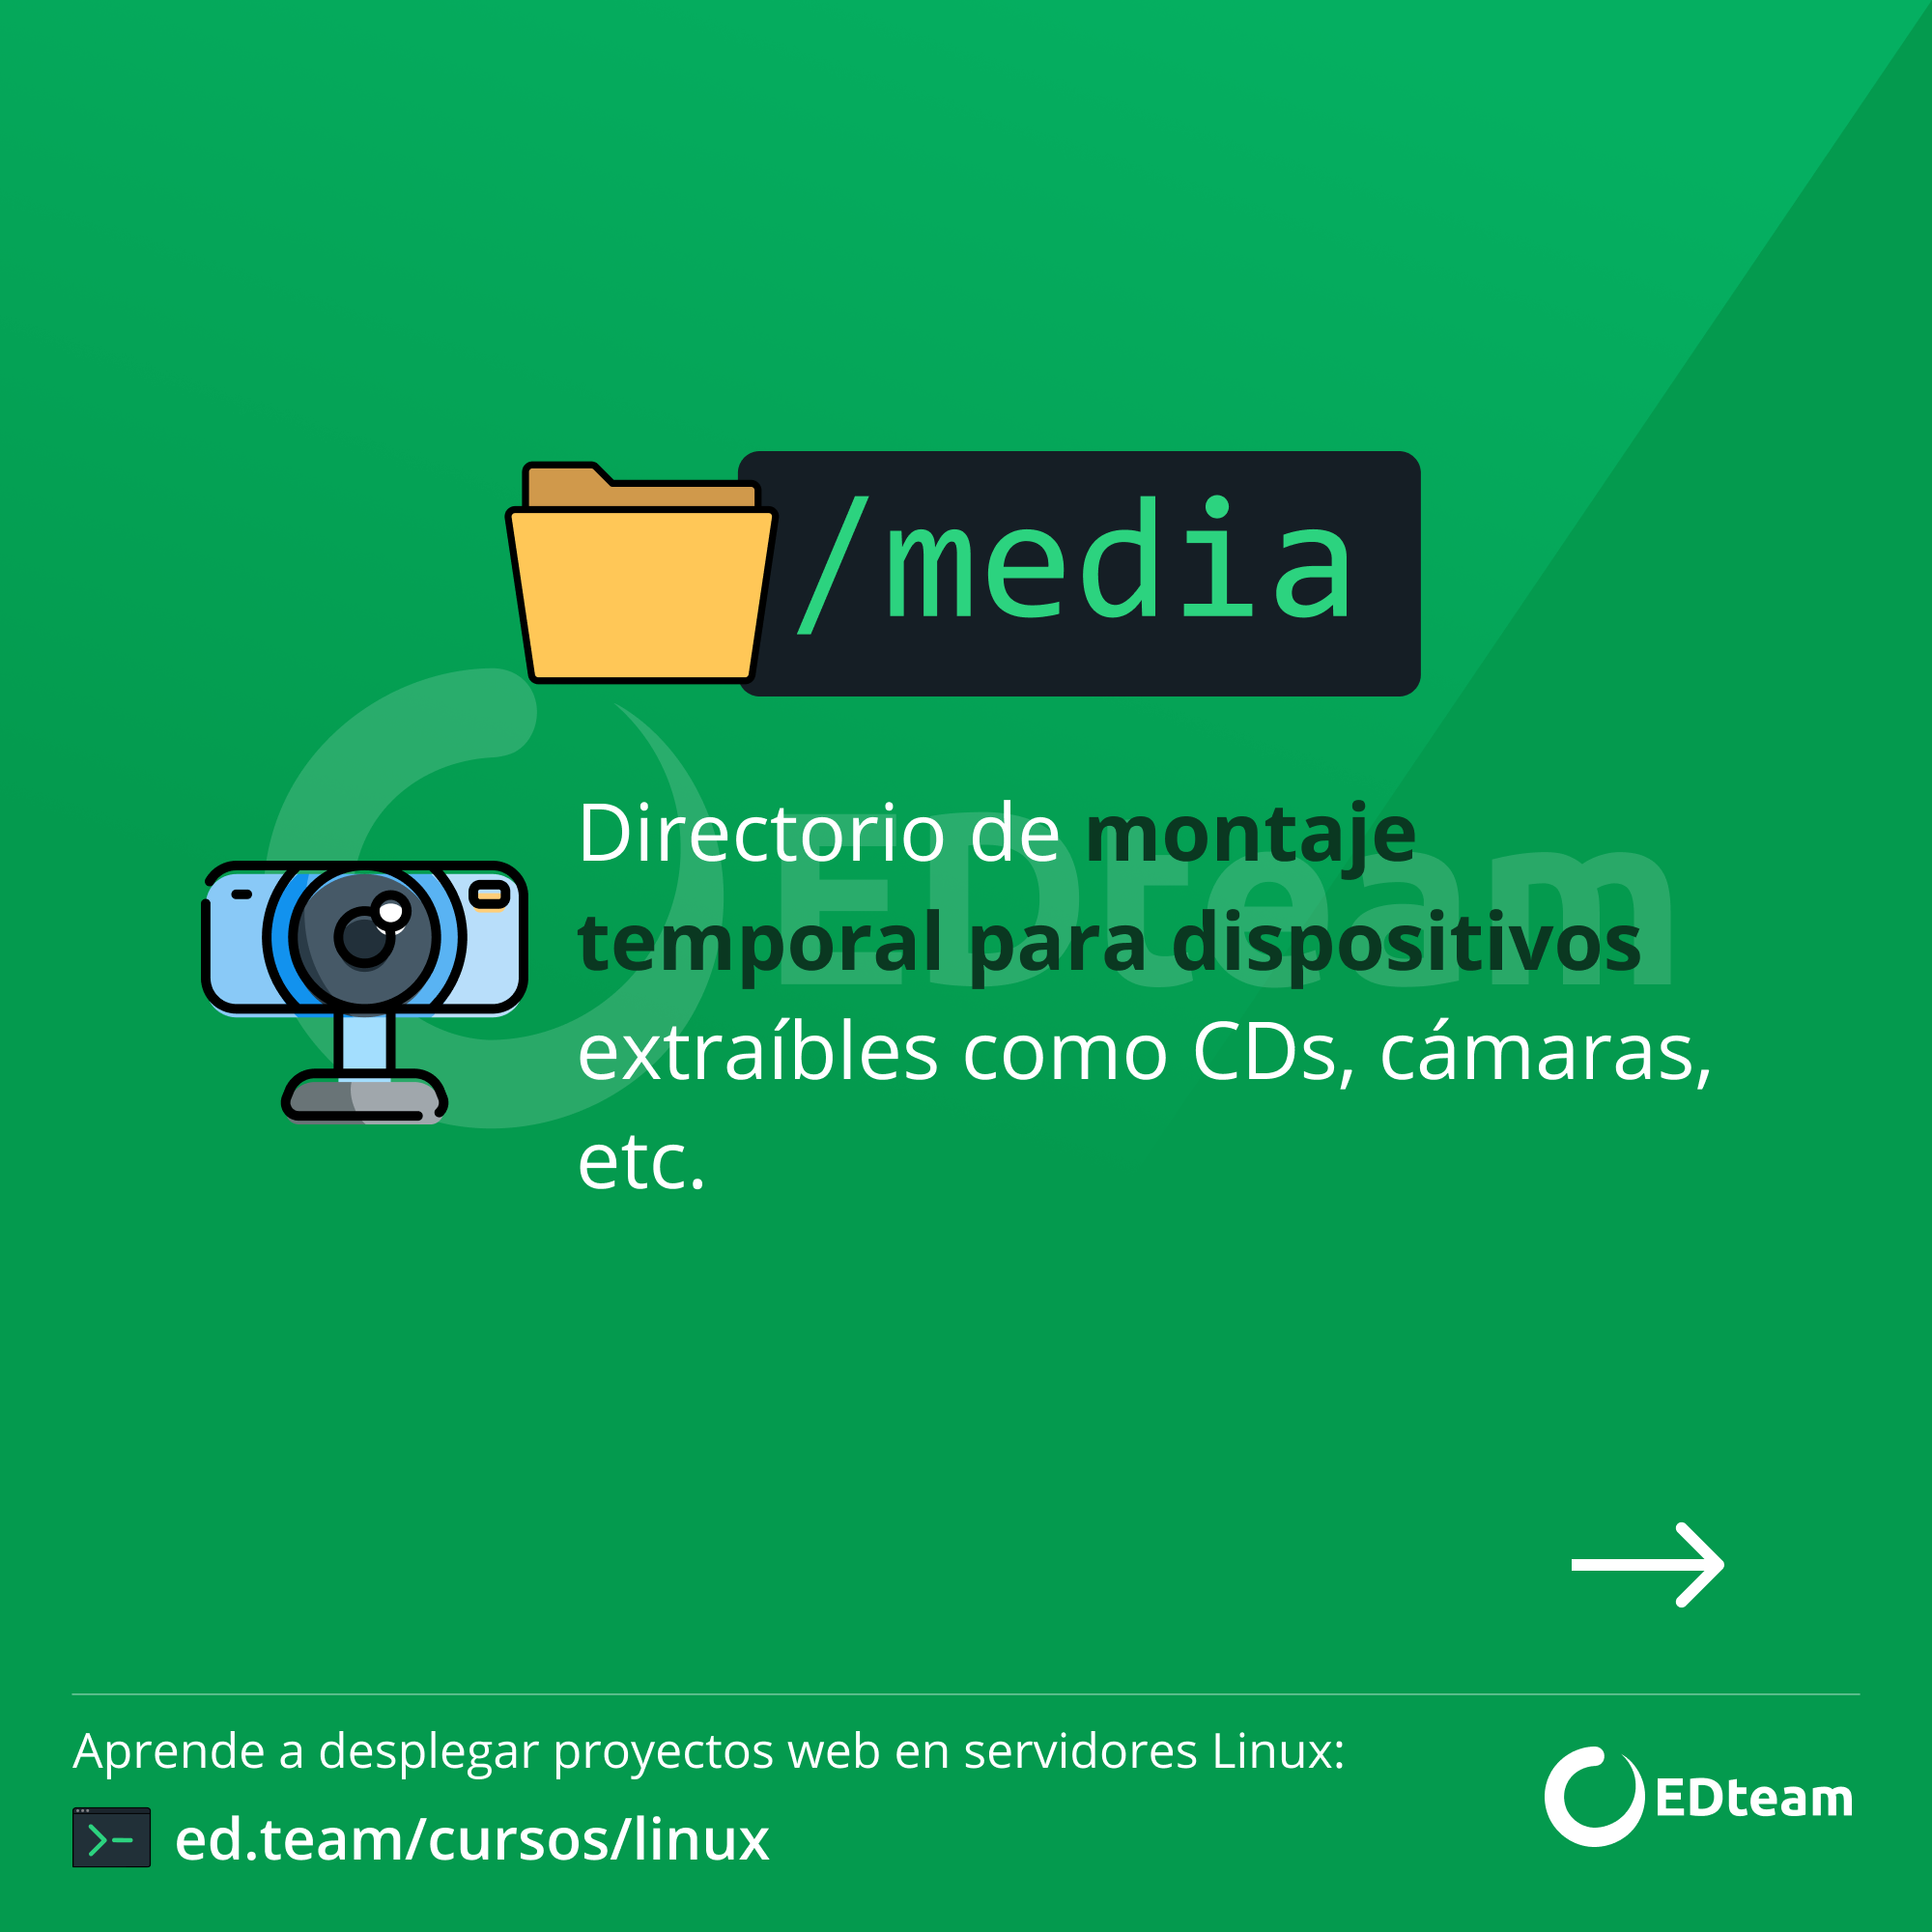 /media
Directorio de montaje
temporal para dispositivos
extraíbles como CDs, cámaras,
etc.
EDteam
Aprende a desplegar proyectos web en servidores Linux:
ed.team/cursos/linux
EDteam